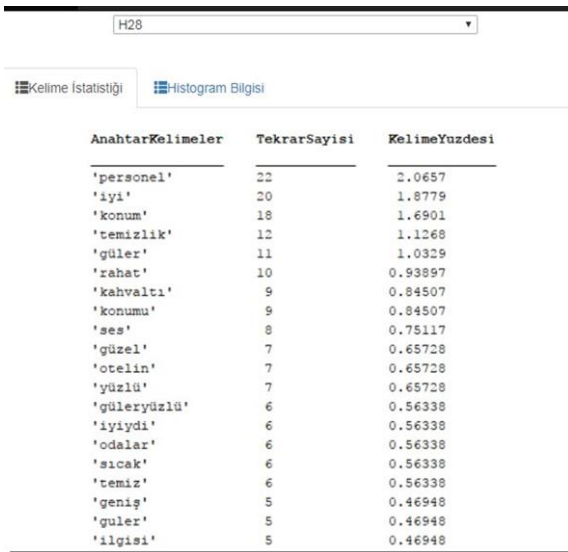 H28
Kelime İstatistiği Histogram Bilgisi
AnahtarKelimeler TekrarSayisi KelimeYuzdesi
'personel' 22 2.0657
'iyi' 20 1.8779
'konum' 18 1.6901
'temizlik' 12 1.1268
'güler' 11 1.0329
'rahat' 10 0.93897
'kahvaltı' 9 0.84507
'konumu' 9 0.84507
'ses' 8 0.75117
'güzel' 7 0.65728
'otelin' 7 0.65728
'yüzlü' 7 0.65728
'güleryüzlü' 6 0.56338
'iyiydi' 6 0.56338
'odalar' 6 0.56338
'sıcak' 6 0.56338
'temiz' 6 0.56338
'geniş' 5 0.46948
'guler' 5 0.46948
'ilgisi' 5 0.46948